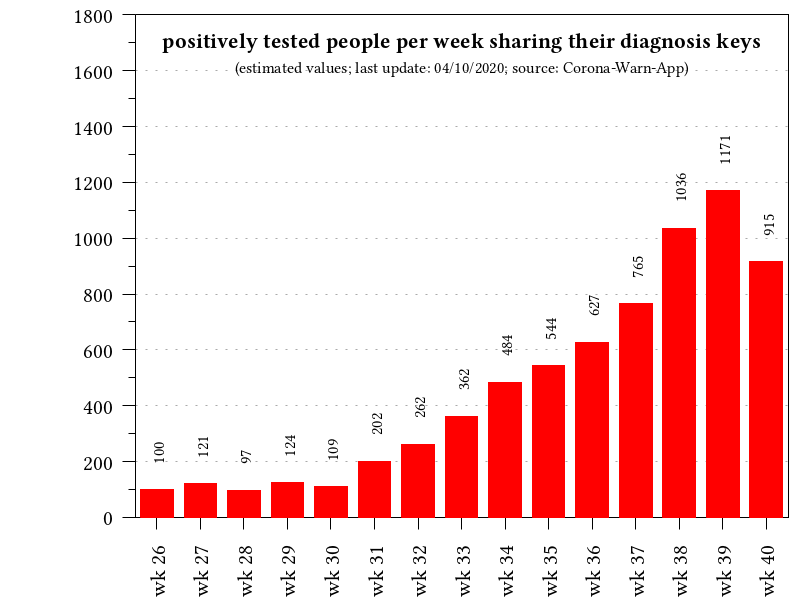 positively tested people per week sharing their diagnosis keys
(estimated values; last update: 04/10/2020; source: Corona-Warn-App)
1800
1600
1400
1200
1000
800
600
400
200
0
100
121
97
124
109
202
262
362
484
544
627
765
1036
1171
915
wk 26
wk 27
wk 28
wk 29
wk 30
wk 31
wk 32
wk 33
wk 34
wk 35
wk 36
wk 37
wk 38
wk 39
wk 40